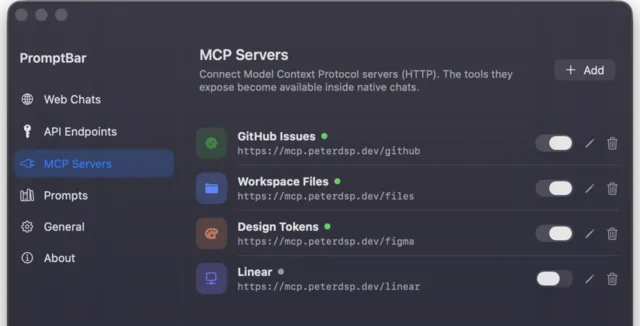 PromptBar
Web Chats
API Endpoints
MCP Servers
Prompts
General
About
MCP Servers
Connect Model Context Protocol servers (HTTP). The tools they
expose become available inside native chats.
+ Add
GitHub Issues
https://mcp.peterdsp.dev/github
Workspace Files
https://mcp.peterdsp.dev/files
Design Tokens
https://mcp.peterdsp.dev/figma
Linear
https://mcp.peterdsp.dev/linear